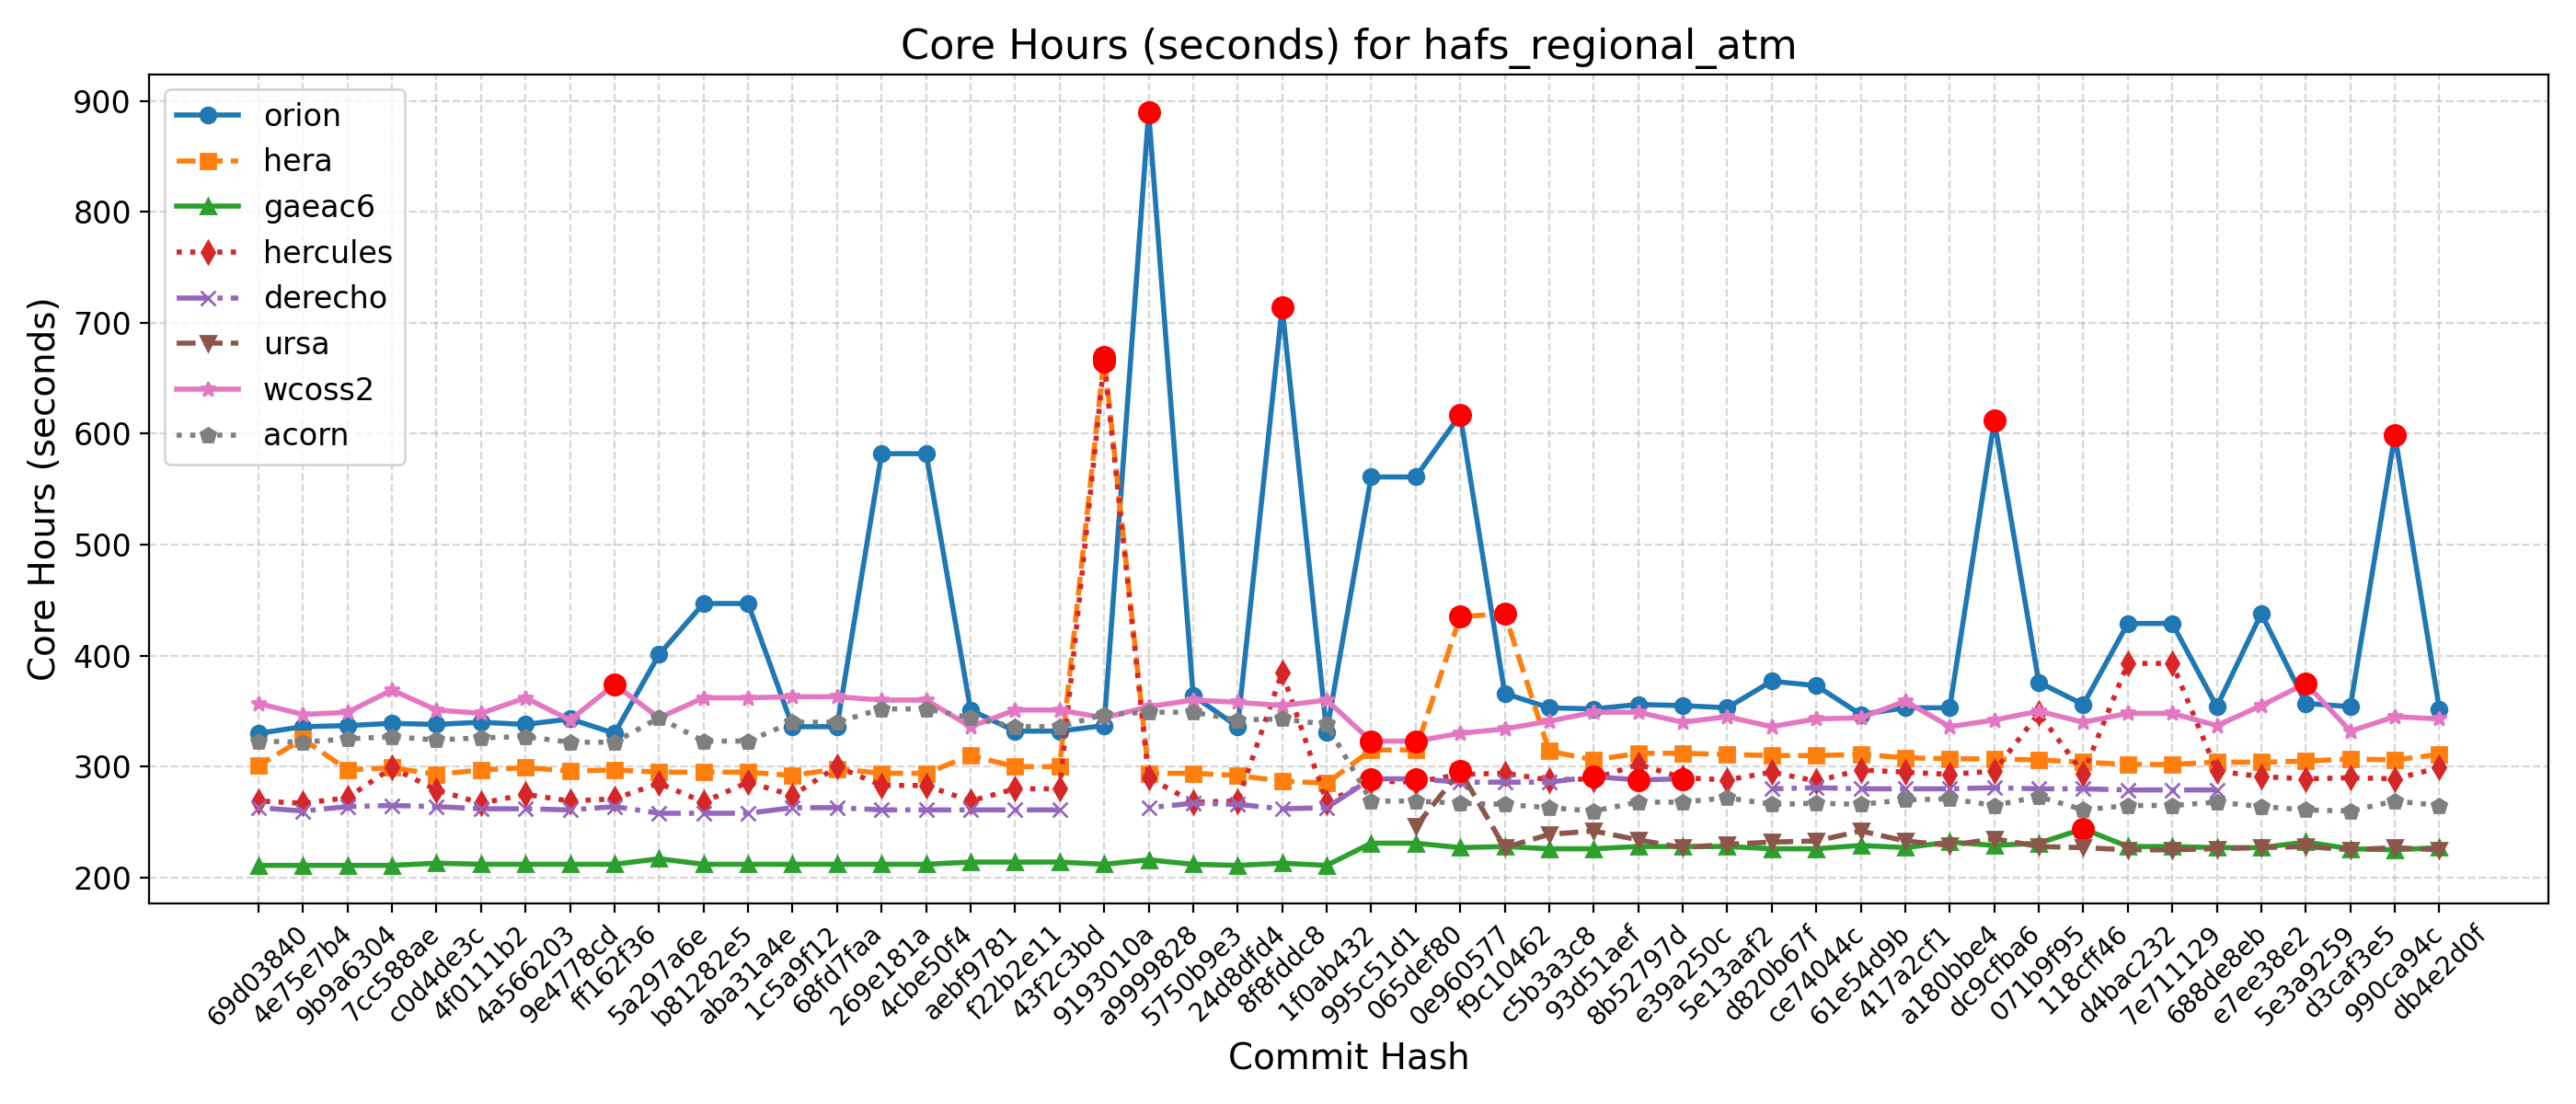 Core Hours (seconds) for hafs_regional_atm
Core Hours (seconds)
900
800
700
600
500
400
300
200
orion
hera
gaeac6
hercules
derecho
ursa
wcoss2
acorn
69d03840
4e75e7b4
9b9a6304
7cc588ae
c0d4de3c
4f0111b2
4a566203
9e4778cd
ff162f36
5a297a6e
b81282e5
aba31a4e
1c5a9f12
68fd7faa
269e181a
4cbe50f4
aebf9781
f22b2e11
43f2c3bd
9193010a
a9999828
5750b9e3
24d8dfd4
8f8fddc8
1f0ab432
995c51d1
065def80
0e960577
f9c10462
c5b3a3c8
93d51aef
8b52797d
e39a250c
5e13aaf2
d820b67f
ce74044c
61e54d9b
417a2cf1
a180bbe4
dc9cfba6
071b9f95
118cff46
d4bac232
7e711129
688de8eb
e7ee38e2
5e3a9259
d3caf3e5
990ca94c
db4e2d0f
Commit Hash